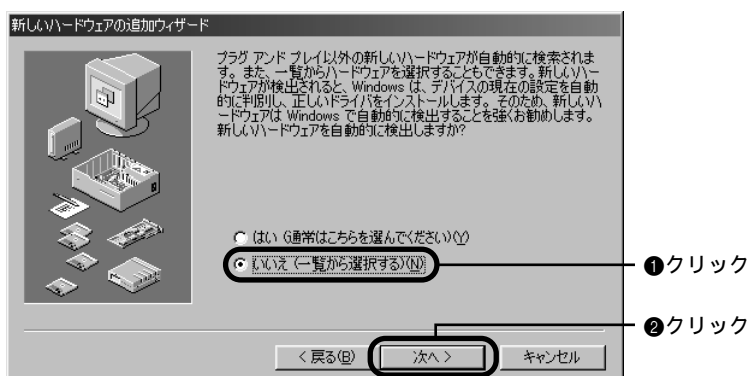 新しいハードウェアの追加ウィザード
プラグ アンド プレイ以外の新しいハードウェアが自動的に検索されま
す。また、一覧からハードウェアを選択することもできます。新しいハー
ドウェアが検出されると、Windows は、デバイスの現在の設定を自動
的に判別し、正しいドライバをインストールします。そのため、新しいハ
ードウェアは Windows で自動的に検出することを強くお勧めします。
新しいハードウェアを自動的に検出しますか?
はい (通常はこちらを選んでください)(Y)
いいえ (一覧から選択する)(N)
❶クリック
❷クリック
< 戻る(B)
次へ >
キャンセル